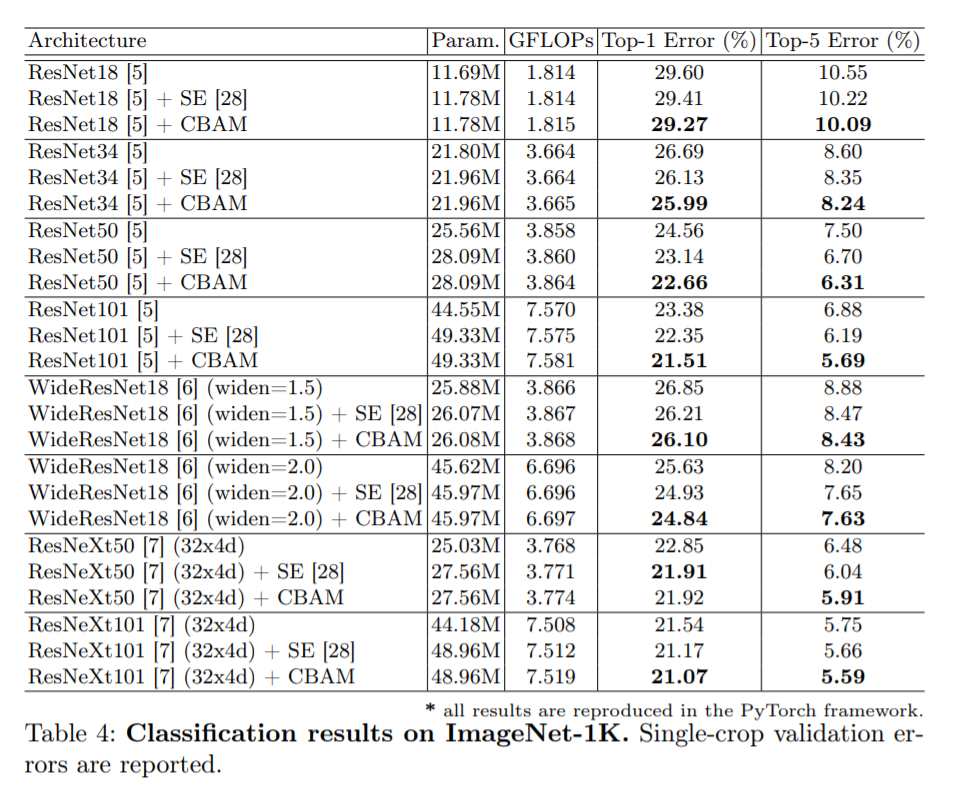 Architecture Param. GFLOPs Top-1 Error (%) Top-5 Error (%)
ResNet18 [5] 11.69M 1.814 29.60 10.55
ResNet18 [5] + SE [28] 11.78M 1.814 29.41 10.22
ResNet18 [5] + CBAM 11.78M 1.815 29.27 10.09
ResNet34 [5] 21.80M 3.664 26.69 8.60
ResNet34 [5] + SE [28] 21.96M 3.664 26.13 8.35
ResNet34 [5] + CBAM 21.96M 3.665 25.99 8.24
ResNet50 [5] 25.56M 3.858 24.56 7.50
ResNet50 [5] + SE [28] 28.09M 3.860 23.14 6.70
ResNet50 [5] + CBAM 28.09M 3.864 22.66 6.31
ResNet101 [5] 44.55M 7.570 23.38 6.88
ResNet101 [5] + SE [28] 49.33M 7.575 22.35 6.19
ResNet101 [5] + CBAM 49.33M 7.581 21.51 5.69
WideResNet18 [6] (widen=1.5) 25.88M 3.866 26.85 8.88
WideResNet18 [6] (widen=1.5) + SE [28] 26.07M 3.867 26.21 8.47
WideResNet18 [6] (widen=1.5) + CBAM 26.08M 3.868 26.10 8.43
WideResNet18 [6] (widen=2.0) 45.62M 6.696 25.63 8.20
WideResNet18 [6] (widen=2.0) + SE [28] 45.97M 6.696 24.93 7.65
WideResNet18 [6] (widen=2.0) + CBAM 45.97M 6.697 24.84 7.63
ResNeXt50 [7] (32x4d) 25.03M 3.768 22.85 6.48
ResNeXt50 [7] (32x4d) + SE [28] 27.56M 3.771 21.91 6.04
ResNeXt50 [7] (32x4d) + CBAM 27.56M 3.774 21.92 5.91
ResNeXt101 [7] (32x4d) 44.18M 7.508 21.54 5.75
ResNeXt101 [7] (32x4d) + SE [28] 48.96M 7.512 21.17 5.66
ResNeXt101 [7] (32x4d) + CBAM 48.96M 7.519 21.07 5.59
* all results are reproduced in the PyTorch framework.
Table 4: Classification results on ImageNet-1K. Single-crop validation er-
rors are reported.